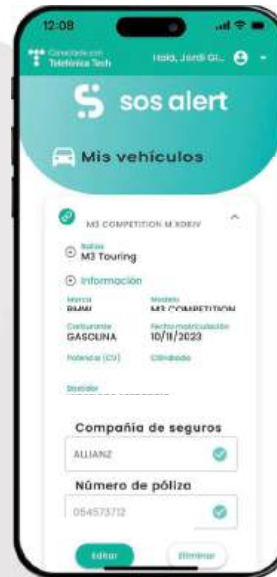 12:08
Conectado con
Telefónica Tech
Hola, Jordi Gi...
sos alert
Mis vehículos
M3 COMPETITION M XDRIV
Baliza
M3 Touring
Información
Marca Modelo
BMW M3 COMPETITION
Carburante Fecha matriculación
GASOLINA 10/11/2023
Potencia (CV) Cilindrada
Bastidor
Compañía de seguros
ALLIANZ
Número de póliza
054573712
Editar Eliminar